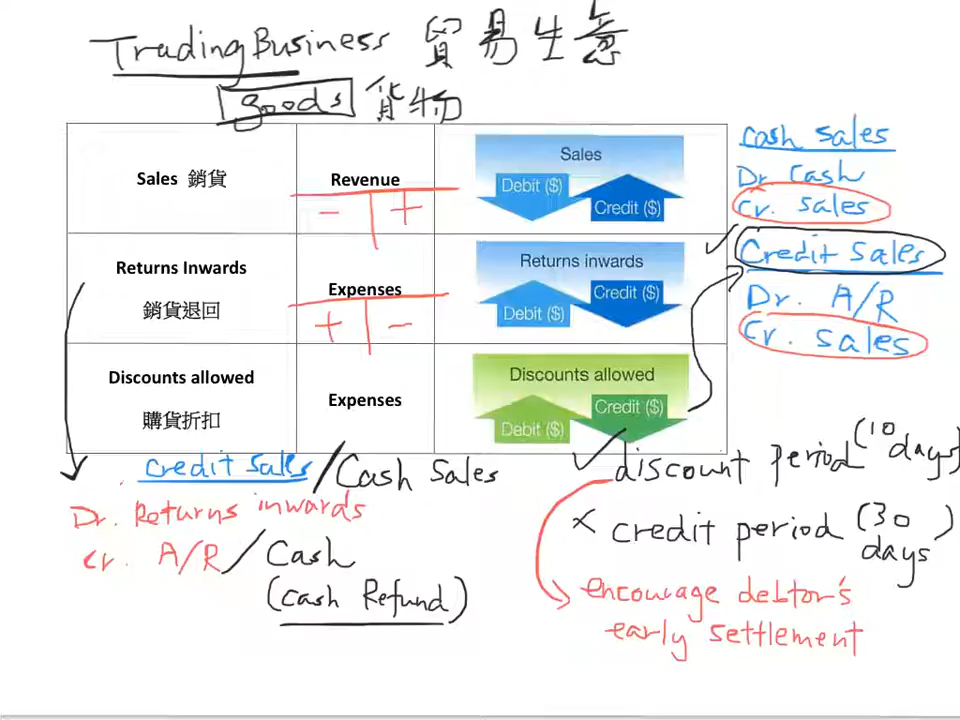 Trading Business 貿易生意
goods 貨物
Sales 銷貨
Revenue
- +
Sales
Debit ($)
Credit ($)
Returns Inwards
銷貨退回
Expenses
+ -
Returns inwards
Debit ($)
Credit ($)
Discounts allowed
購貨折扣
Expenses
Discounts allowed
Debit ($)
Credit ($)
cash sales
Dr Cash
Cr. sales
Credit Sales
Dr. A/R
Cr. sales
credit sales / Cash Sales
Dr. Returns inwards
Cr. A/R / Cash
(cash Refund)
discount period (10 days)
× credit period (30 days)
encourage debtor's
early settlement